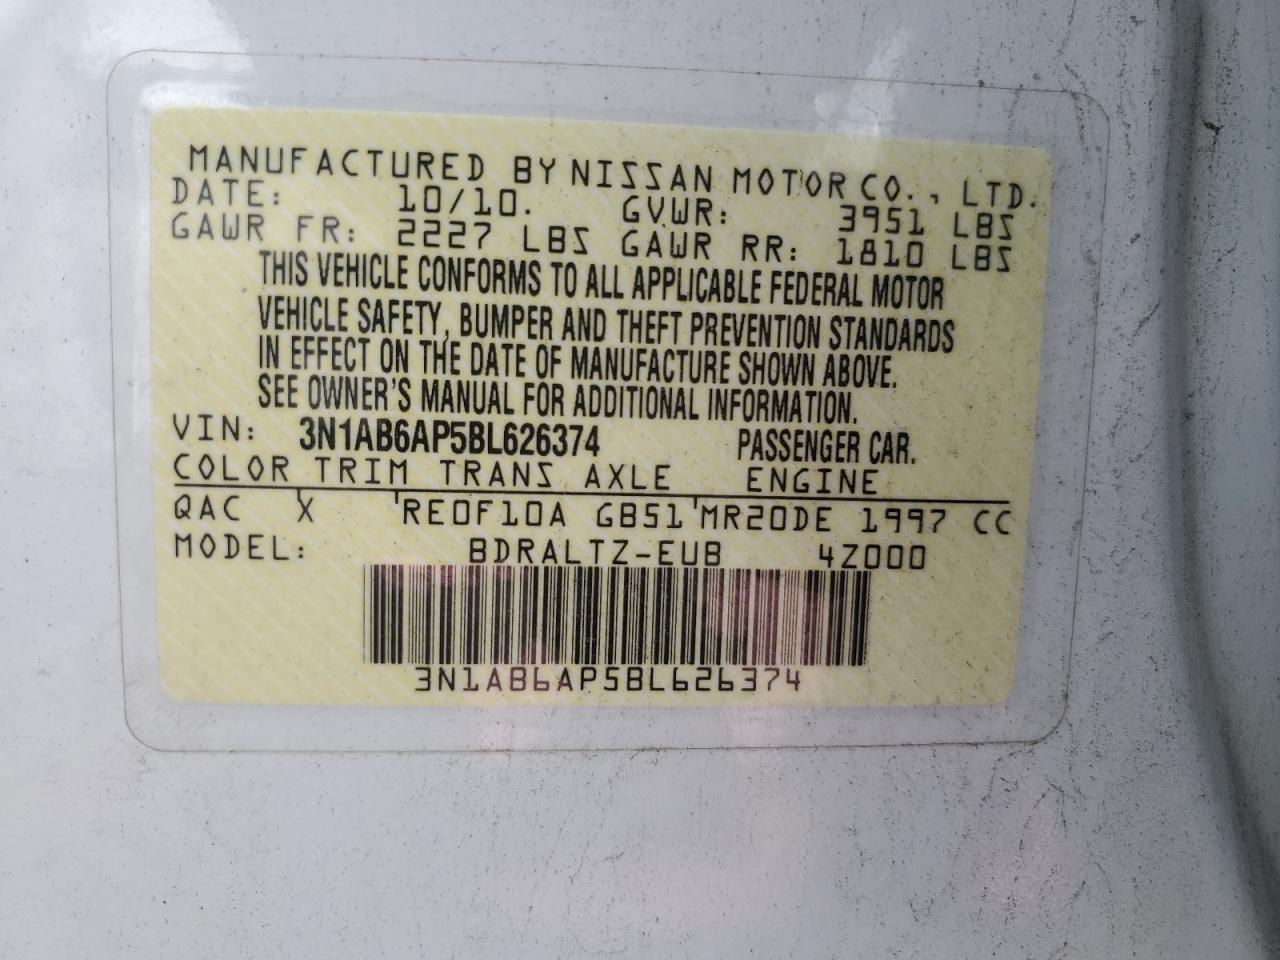 MANUFACTURED BY NISSAN MOTOR CO., LTD.
DATE: 10/10. GVWR: 3951 LBS
GAWR FR: 2227 LBS GAWR RR: 1810 LBS
THIS VEHICLE CONFORMS TO ALL APPLICABLE FEDERAL MOTOR
VEHICLE SAFETY, BUMPER AND THEFT PREVENTION STANDARDS
IN EFFECT ON THE DATE OF MANUFACTURE SHOWN ABOVE.
SEE OWNER'S MANUAL FOR ADDITIONAL INFORMATION.
VIN: 3N1AB6AP5BL626374 PASSENGER CAR.
COLOR TRIM TRANS AXLE ENGINE
QAC X RE0F10A GB51 MR20DE 1997 CC
MODEL: BDRALTZ-EUB 4Z000
3N1AB6AP5BL626374